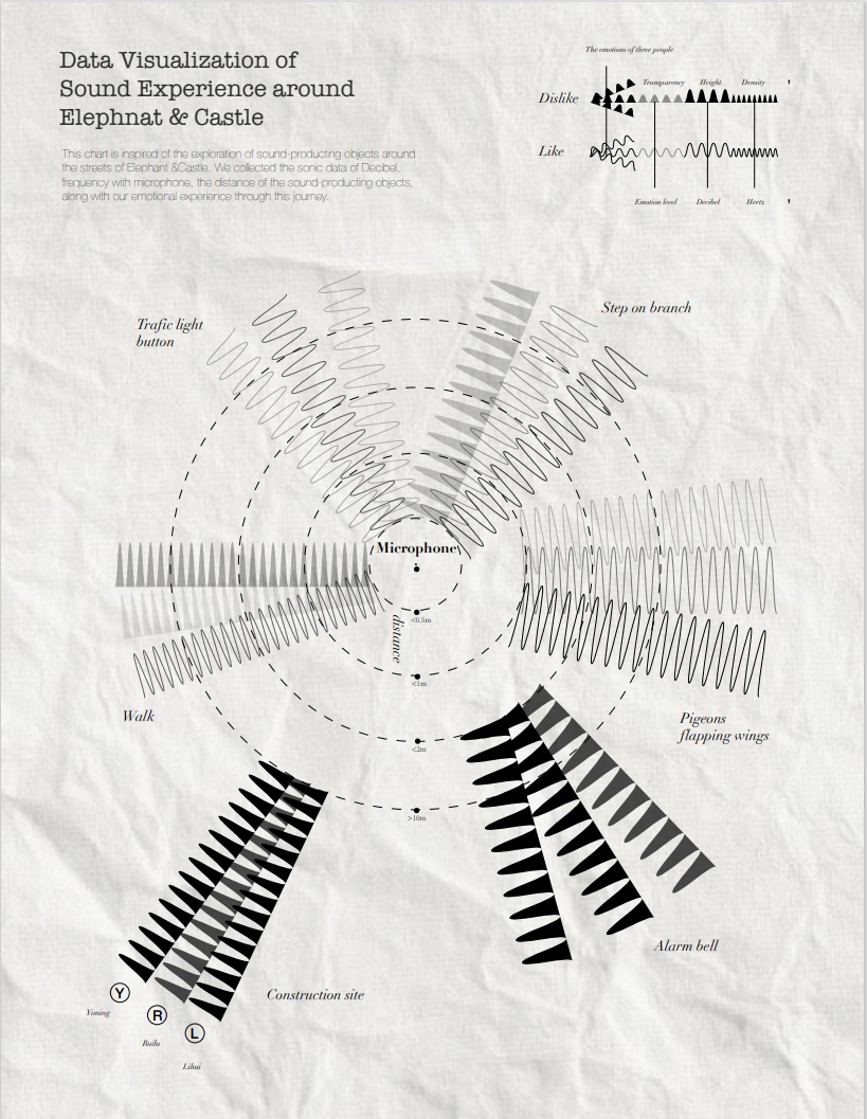 Data Visualization of
Sound Experience around
Elephnat & Castle
This chart is inspired of the exploration of sound-producting objects around
the streets of Elephant &Castle. We collected the sonic data of Decibel,
frequency with microphone, the distance of the sound-producting objects,
along with our emotional experience through this journey.
The emotions of three people
Transparency Height Density
Dislike
Like
Emotion level Decibel Hertz
Trafic light
button
Step on branch
Microphone
distance
<0.5m
<1m
<2m
>10m
Walk
Pigeons
flapping wings
Alarm bell
Construction site
Y
Yiming
R
Ruilu
L
Lihui